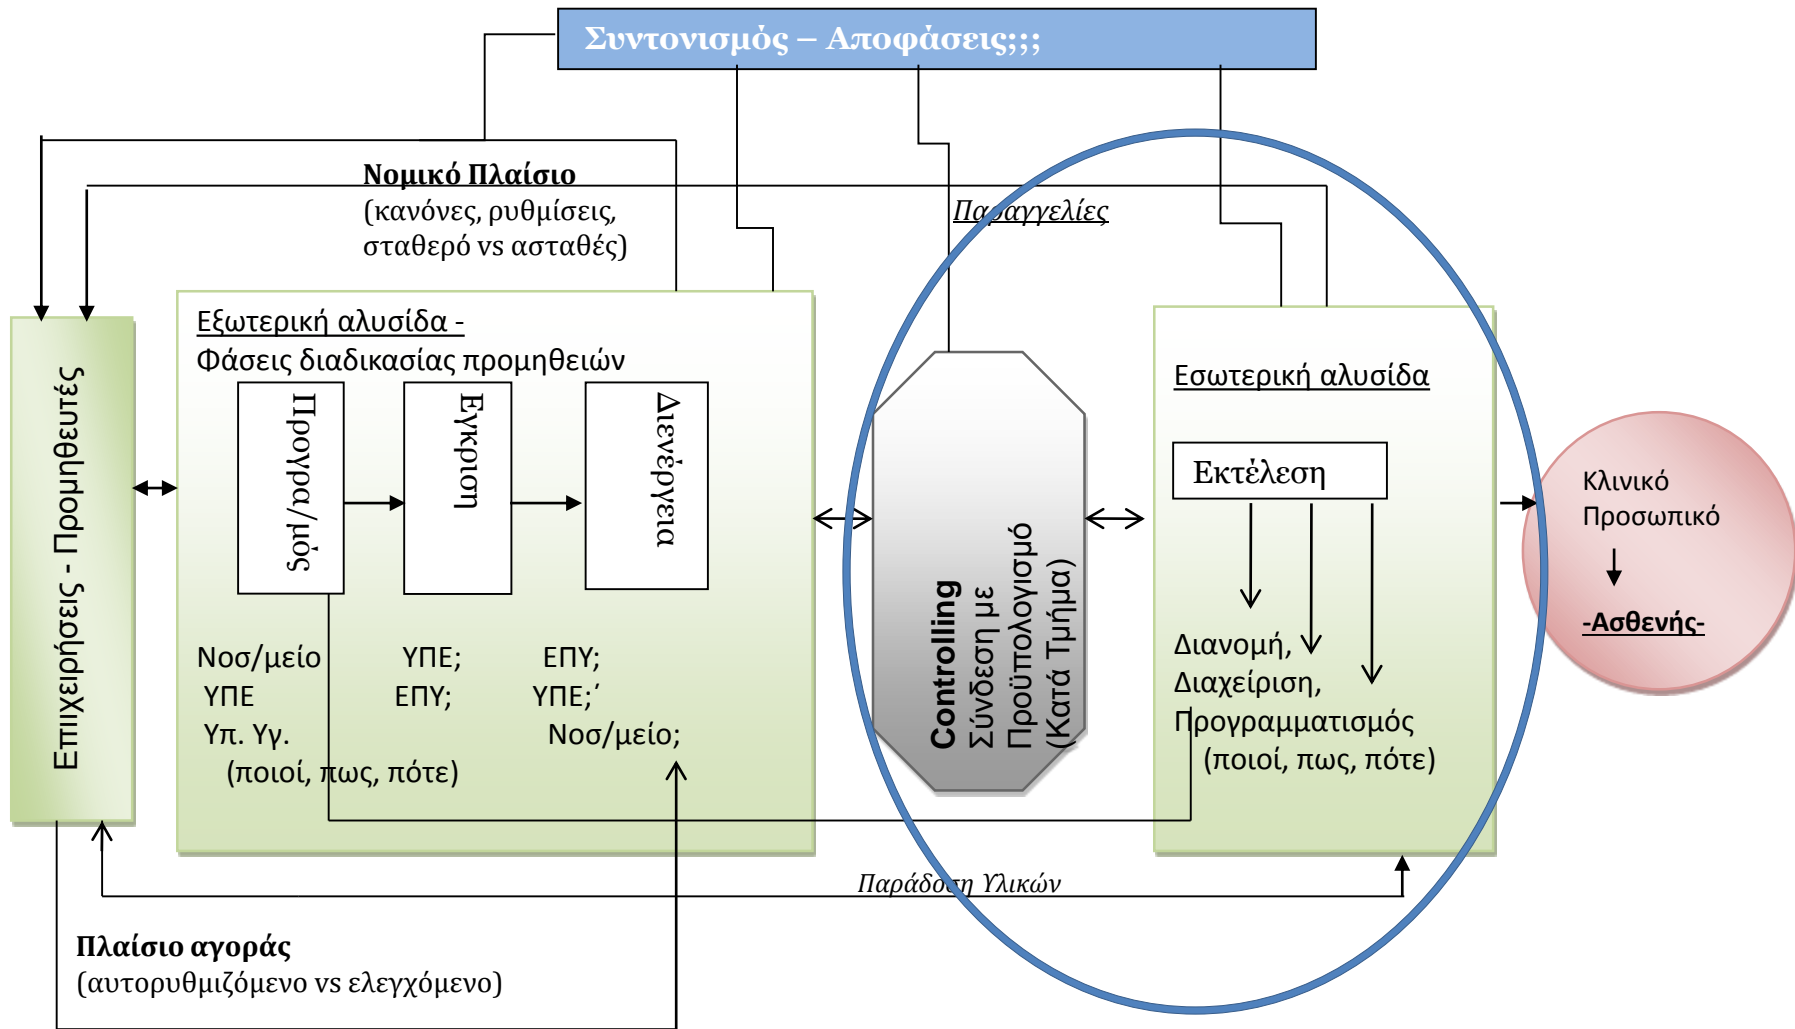 Συντονισμός – Αποφάσεις;;;
Νομικό Πλαίσιο
(κανόνες, ρυθμίσεις,
σταθερό vs ασταθές)
Παραγγελίες
Επιχειρήσεις - Προμηθευτές
Εξωτερική αλυσίδα -
Φάσεις διαδικασίας προμηθειών
Προγρα/μός
Εγκριση
Διενέργεια
Νοσ/μείο ΥΠΕ; ΕΠΥ;
ΥΠΕ ΕΠΥ; ΥΠΕ;΄
Υπ. Υγ. Νοσ/μείο;
(ποιοί, πως, πότε)
Controlling
Σύνδεση με
Προϋπολογισμό
(Κατά Τμήμα)
Εσωτερική αλυσίδα
Εκτέλεση
Διανομή,
Διαχείριση,
Προγραμματισμός
(ποιοί, πως, πότε)
Κλινικό
Προσωπικό
-Ασθενής-
Παράδοση Υλικών
Πλαίσιο αγοράς
(αυτορυθμιζόμενο vs ελεγχόμενο)